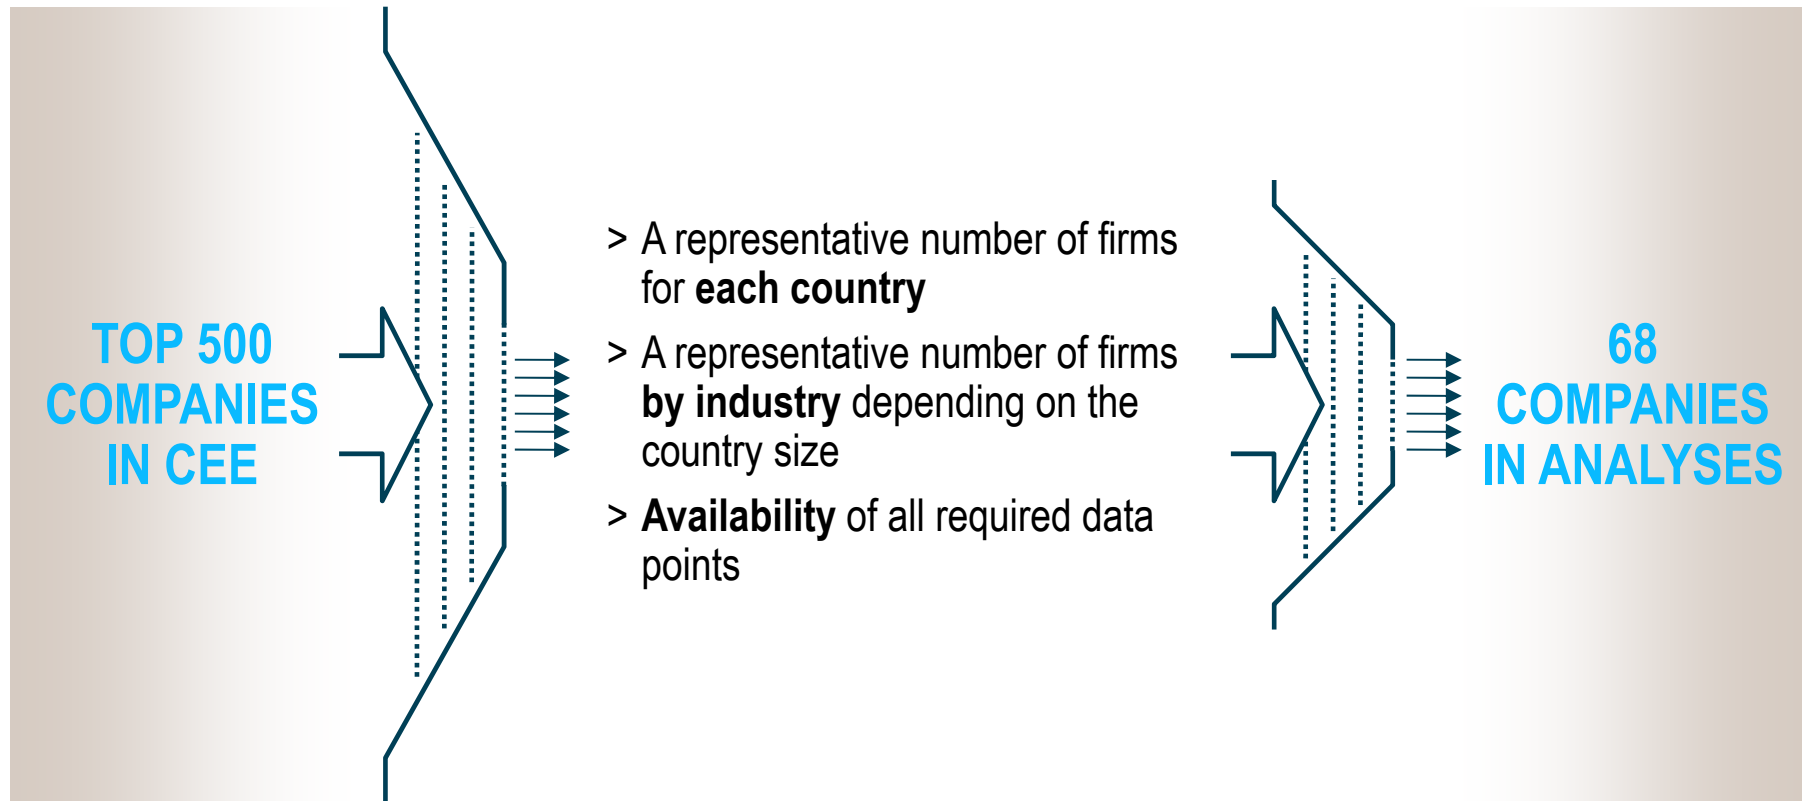 TOP 500
COMPANIES
IN CEE
> A representative number of firms
for each country
> A representative number of firms
by industry depending on the
country size
> Availability of all required data
points
68
COMPANIES
IN ANALYSES